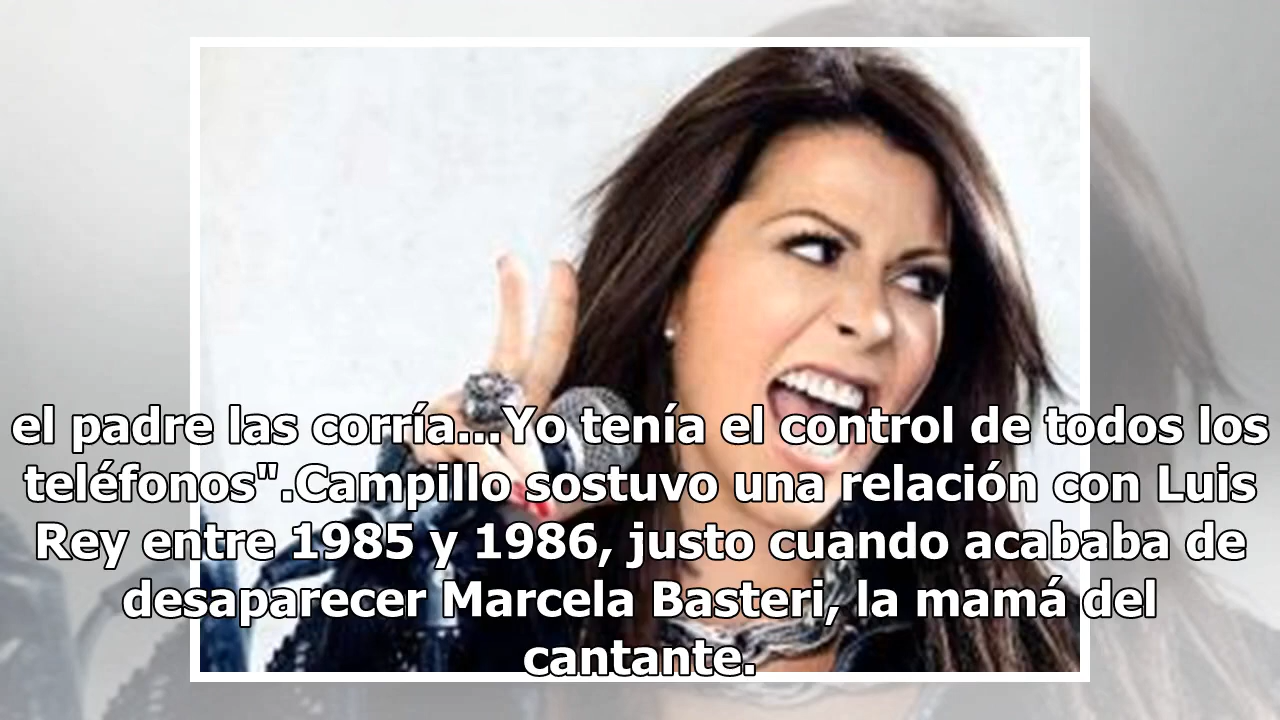 el padre las corría...Yo tenía el control de todos los
teléfonos".Campillo sostuvo una relación con Luis
Rey entre 1985 y 1986, justo cuando acababa de
desaparecer Marcela Basteri, la mamá del
cantante.